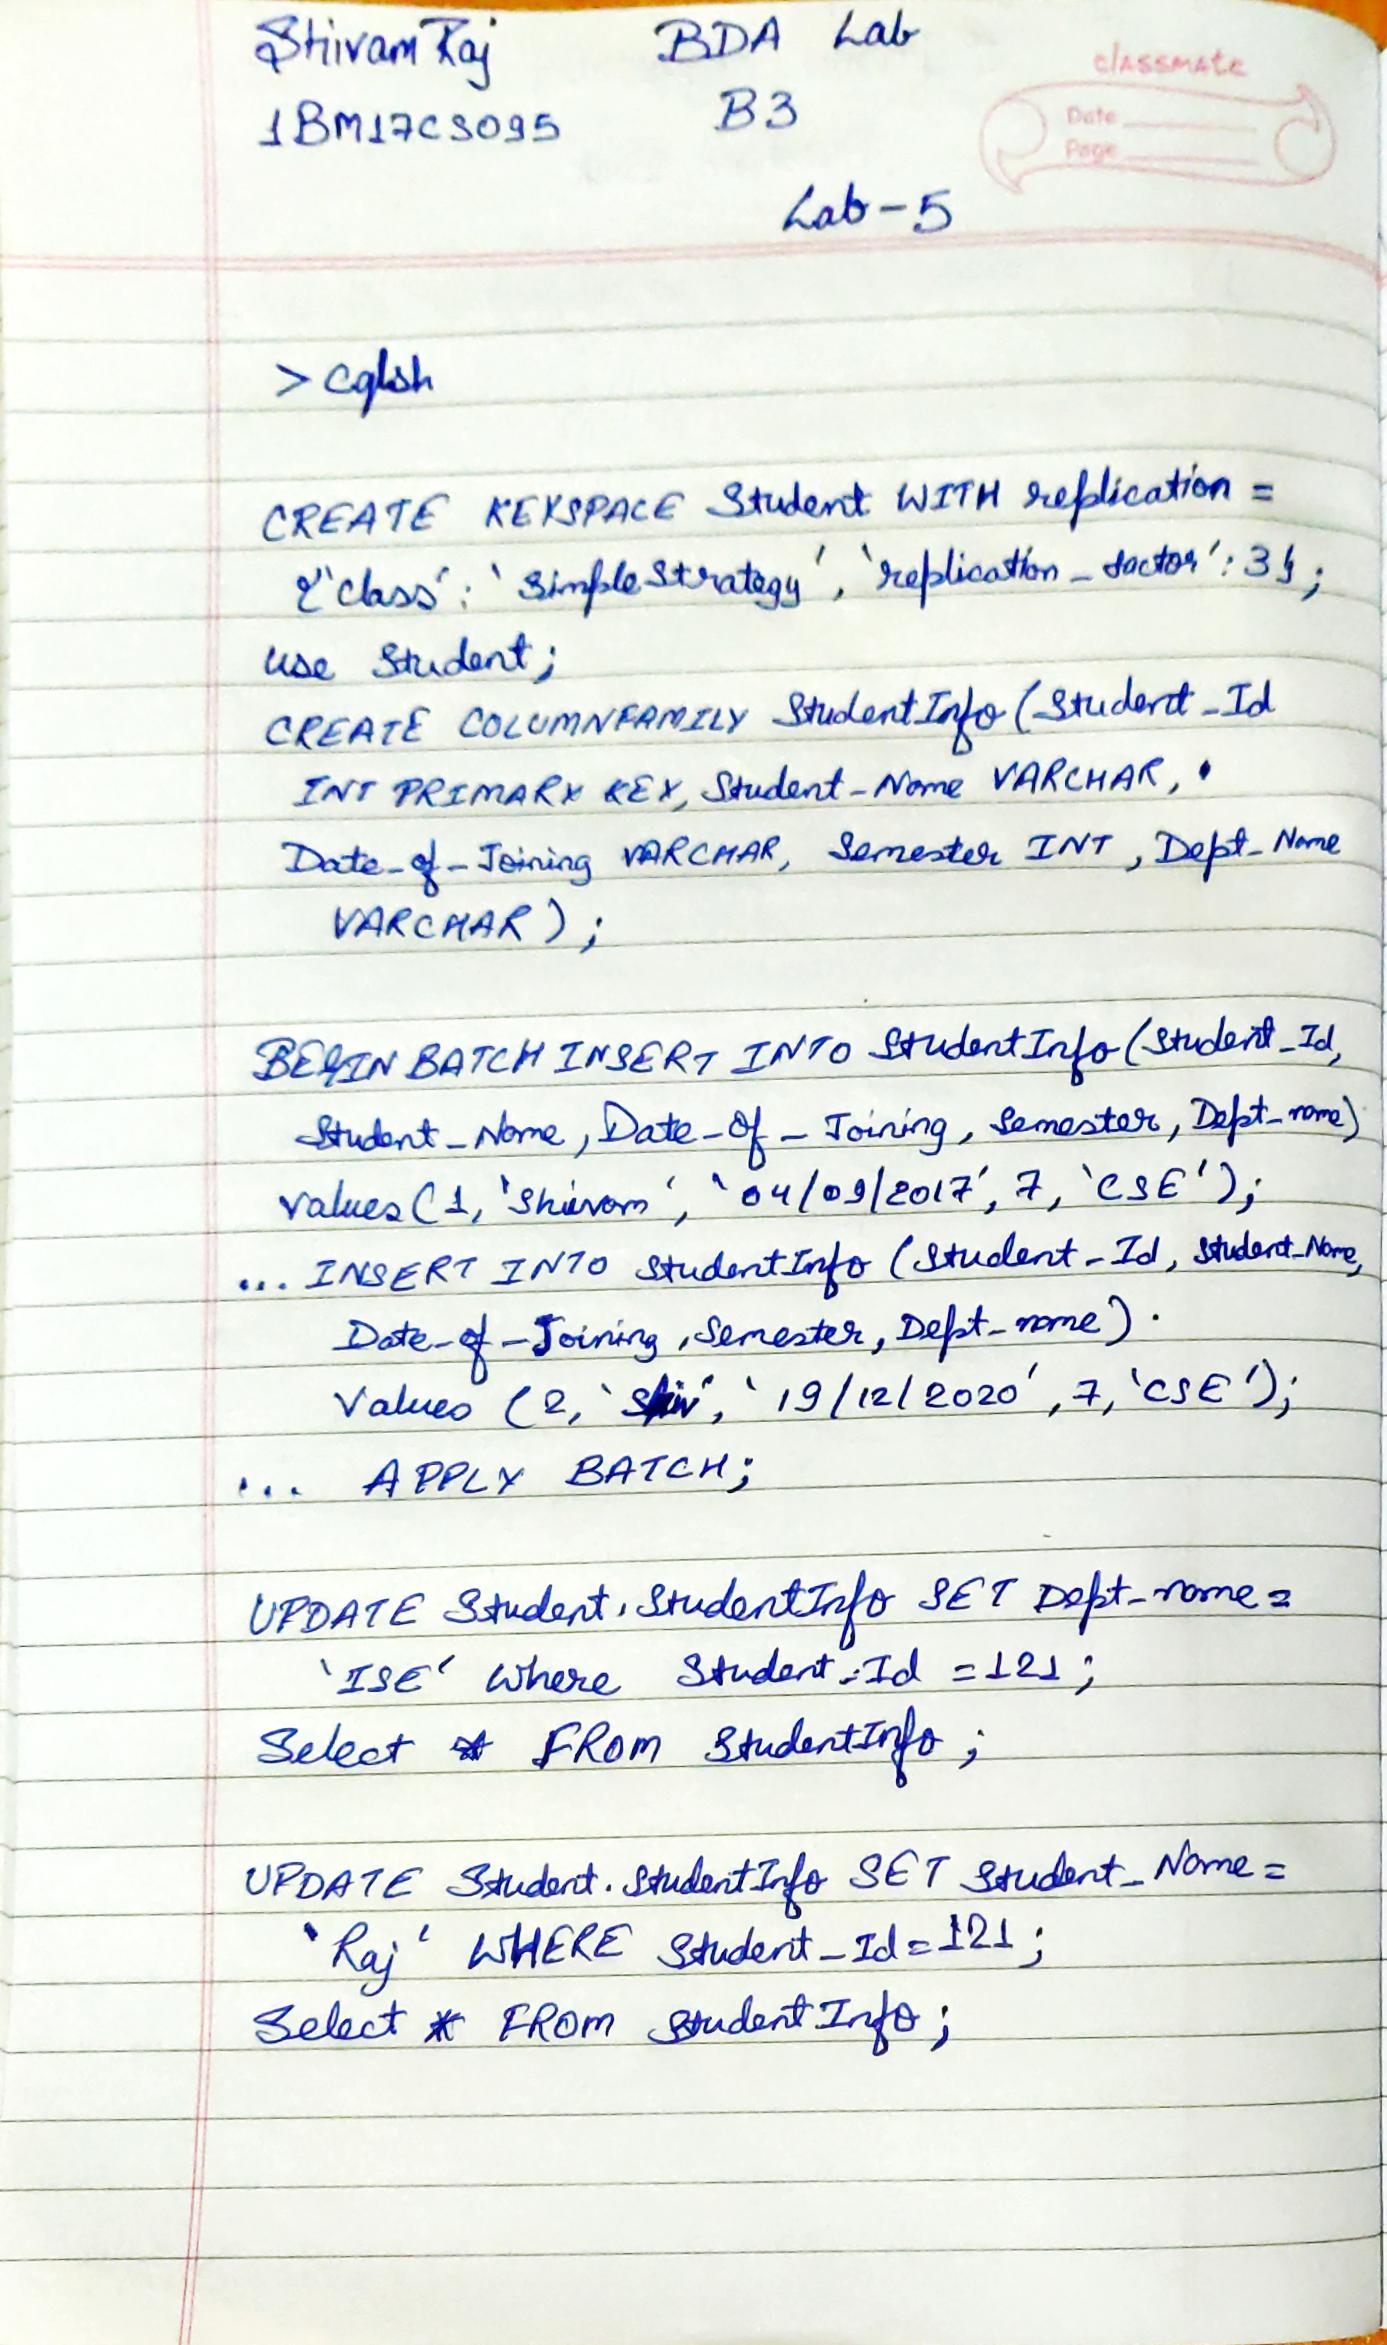 Shivam Raj BDA Lab
classmate
1BM17CS095 B3
Date
Page
Lab-5
> cqlsh
CREATE KEYSPACE Student WITH replication =
{'class': 'SimpleStrategy', 'replication_factor': 3};
use Student;
CREATE COLUMNFAMILY StudentInfo (Student_Id
INT PRIMARY KEY, Student_Name VARCHAR,
Date_of_Joining VARCHAR, Semester INT, Dept_Name
VARCHAR);
BEGIN BATCH INSERT INTO StudentInfo (Student_Id,
Student_Name, Date_of_Joining, Semester, Dept_name)
values (1, 'Shivam', '04/09/2017', 7, 'CSE');
... INSERT INTO StudentInfo (Student_Id, Student_Name,
Date_of_Joining, Semester, Dept_name)
Values (2, 'Shiv', '19/12/2020', 7, 'CSE');
... APPLY BATCH;
UPDATE Student.StudentInfo SET Dept_name =
'ISE' Where Student_Id = 121;
Select * FROM StudentInfo;
UPDATE Student.StudentInfo SET Student_Name =
'Raj' WHERE Student_Id = 121;
Select * FROM StudentInfo;